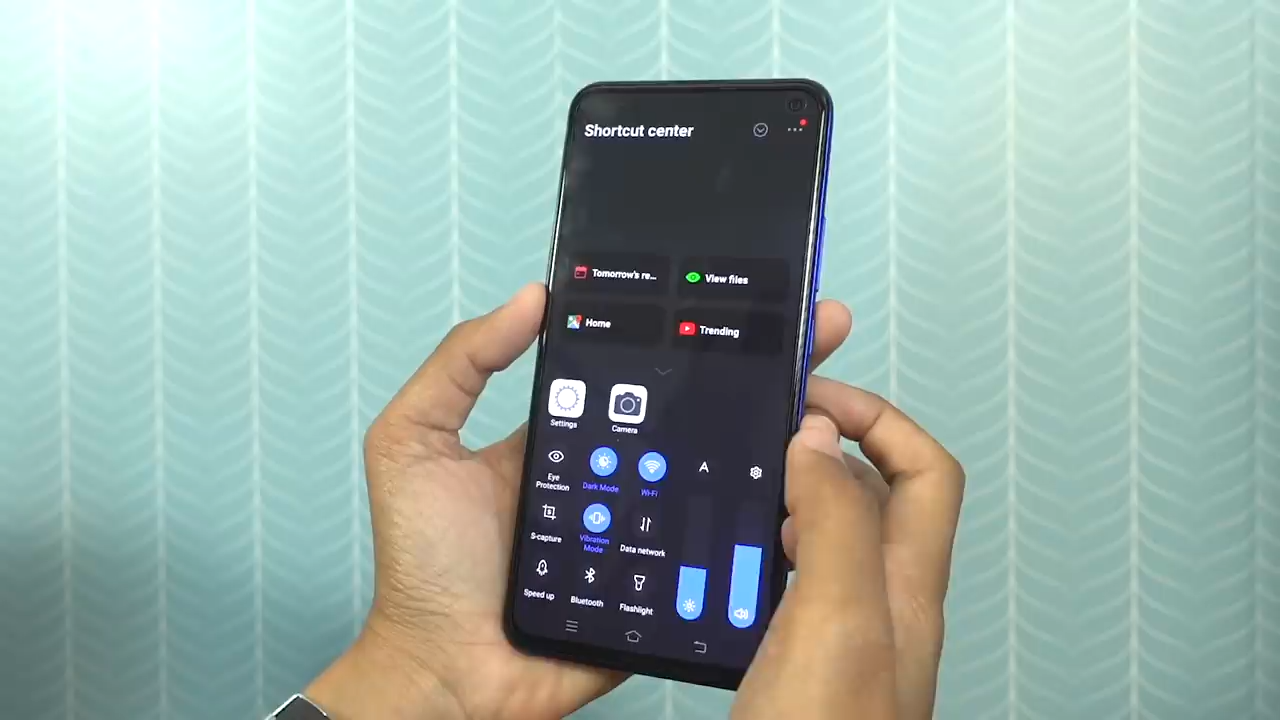 Shortcut center
Tomorrow's re...
View files
Home
Trending
Settings
Camera
A
Eye
Protection
Dark Mode
Wi-Fi
S-capture
Vibration
Mode
Data network
Speed up
Bluetooth
Flashlight